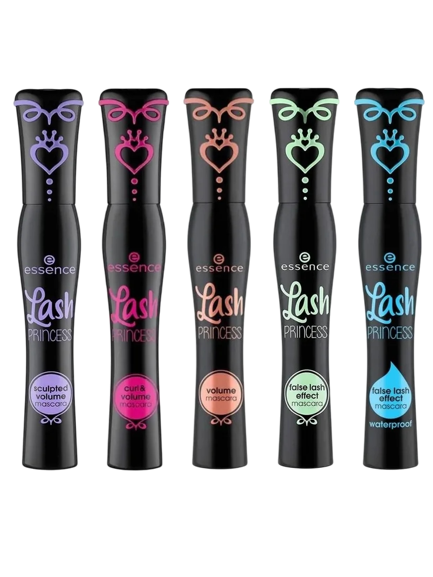 essence
Lash
PRINCESS
sculpted
volume
mascara
essence
Lash
PRINCESS
curl &
volume
mascara
essence
Lash
PRINCESS
volume
mascara
essence
Lash
PRINCESS
false lash
effect
mascara
essence
Lash
PRINCESS
false lash
effect
mascara
waterproof